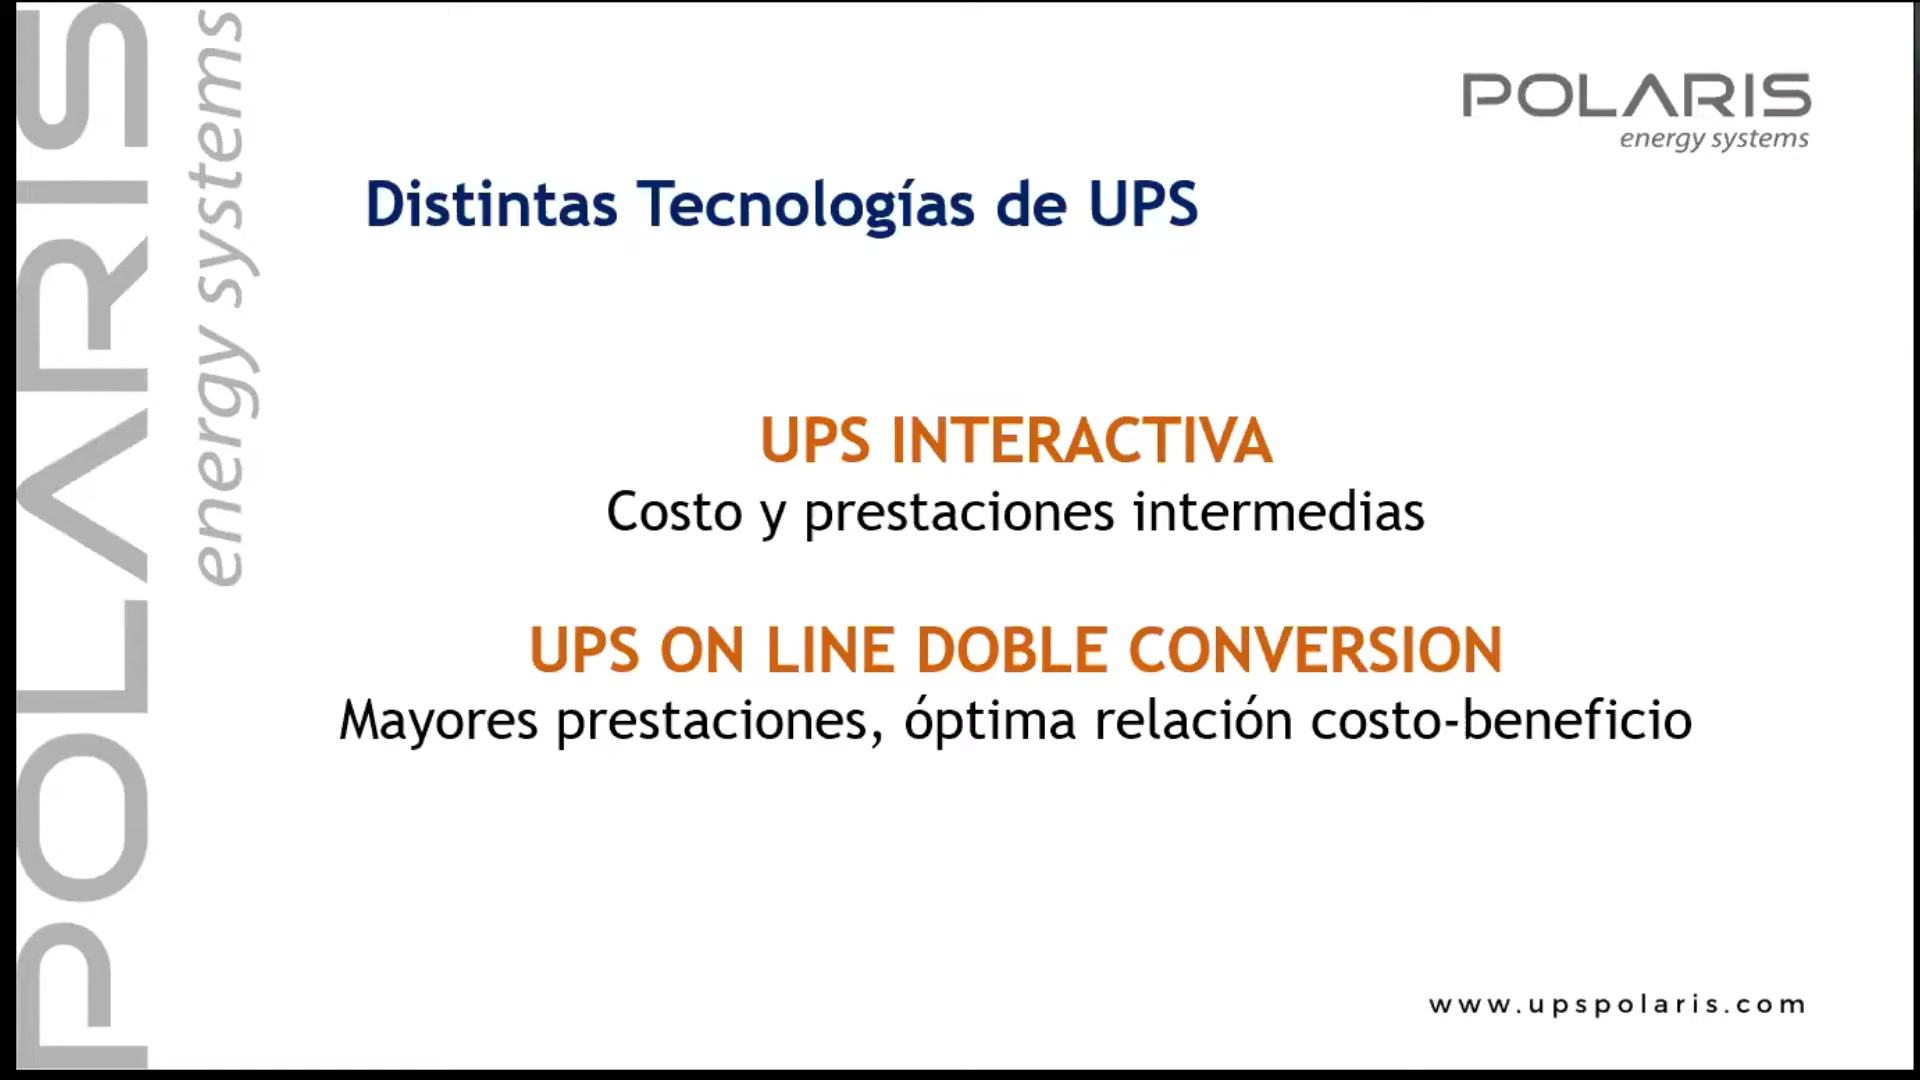 POLARIS
energy systems
POLARIS
energy systems
Distintas Tecnologías de UPS
UPS INTERACTIVA
Costo y prestaciones intermedias
UPS ON LINE DOBLE CONVERSION
Mayores prestaciones, óptima relación costo-beneficio
www.upspolaris.com